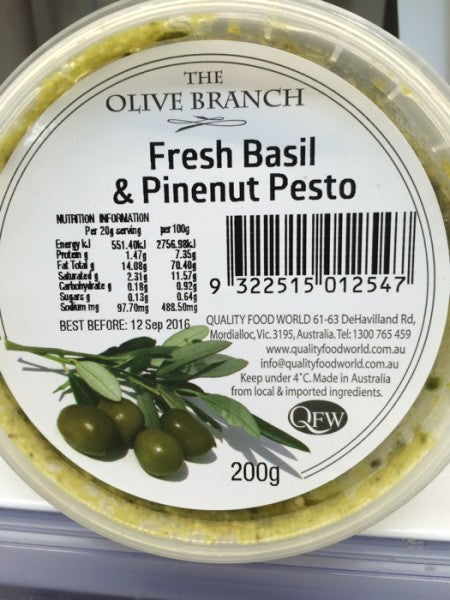 THE
OLIVE BRANCH
Fresh Basil
& Pinenut Pesto
NUTRITION INFORMATION
Per 20g serving per 100g
Energy kJ 551.40kJ 2756.98kJ
Protein g 1.47g 7.35g
Fat Total g 14.08g 70.40g
Saturated g 2.31g 11.57g
Carbohydrate g 0.18g 0.92g
Sugars g 0.13g 0.64g
Sodium mg 97.70mg 488.50mg
BEST BEFORE: 12 Sep 2016
9 322515 012547
QUALITY FOOD WORLD 61-63 DeHavilland Rd,
Mordialloc, Vic. 3195, Australia. Tel: 1300 765 459
www.qualityfoodworld.com.au
info@qualityfoodworld.com.au
Keep under 4°C. Made in Australia
from local & imported ingredients.
QFW
200g